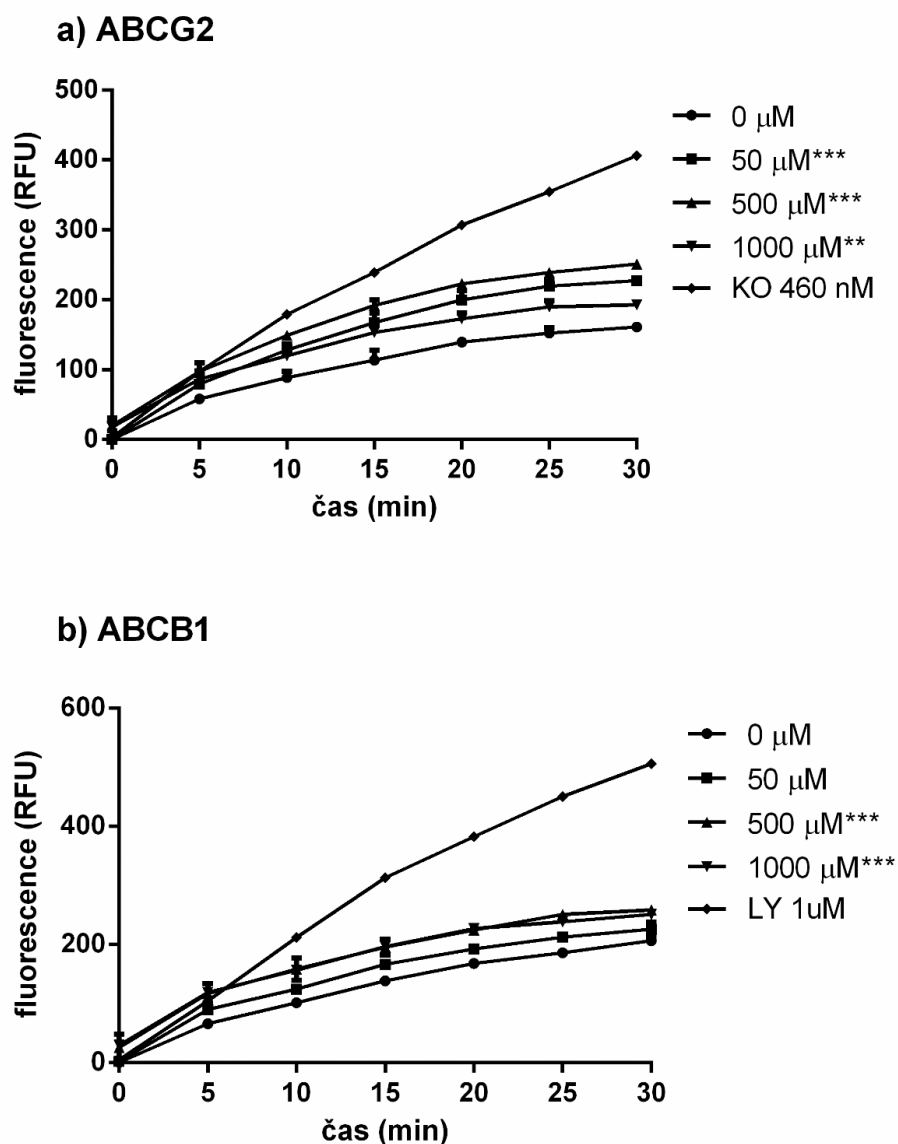 a) ABCG2
500
400
300
200
100
0
fluorescence (RFU)
0 5 10 15 20 25 30
čas (min)
0 μM
50 μM***
500 μM***
1000 μM**
KO 460 nM
b) ABCB1
600
400
200
0
fluorescence (RFU)
0 5 10 15 20 25 30
čas (min)
0 μM
50 μM
500 μM***
1000 μM***
LY 1uM